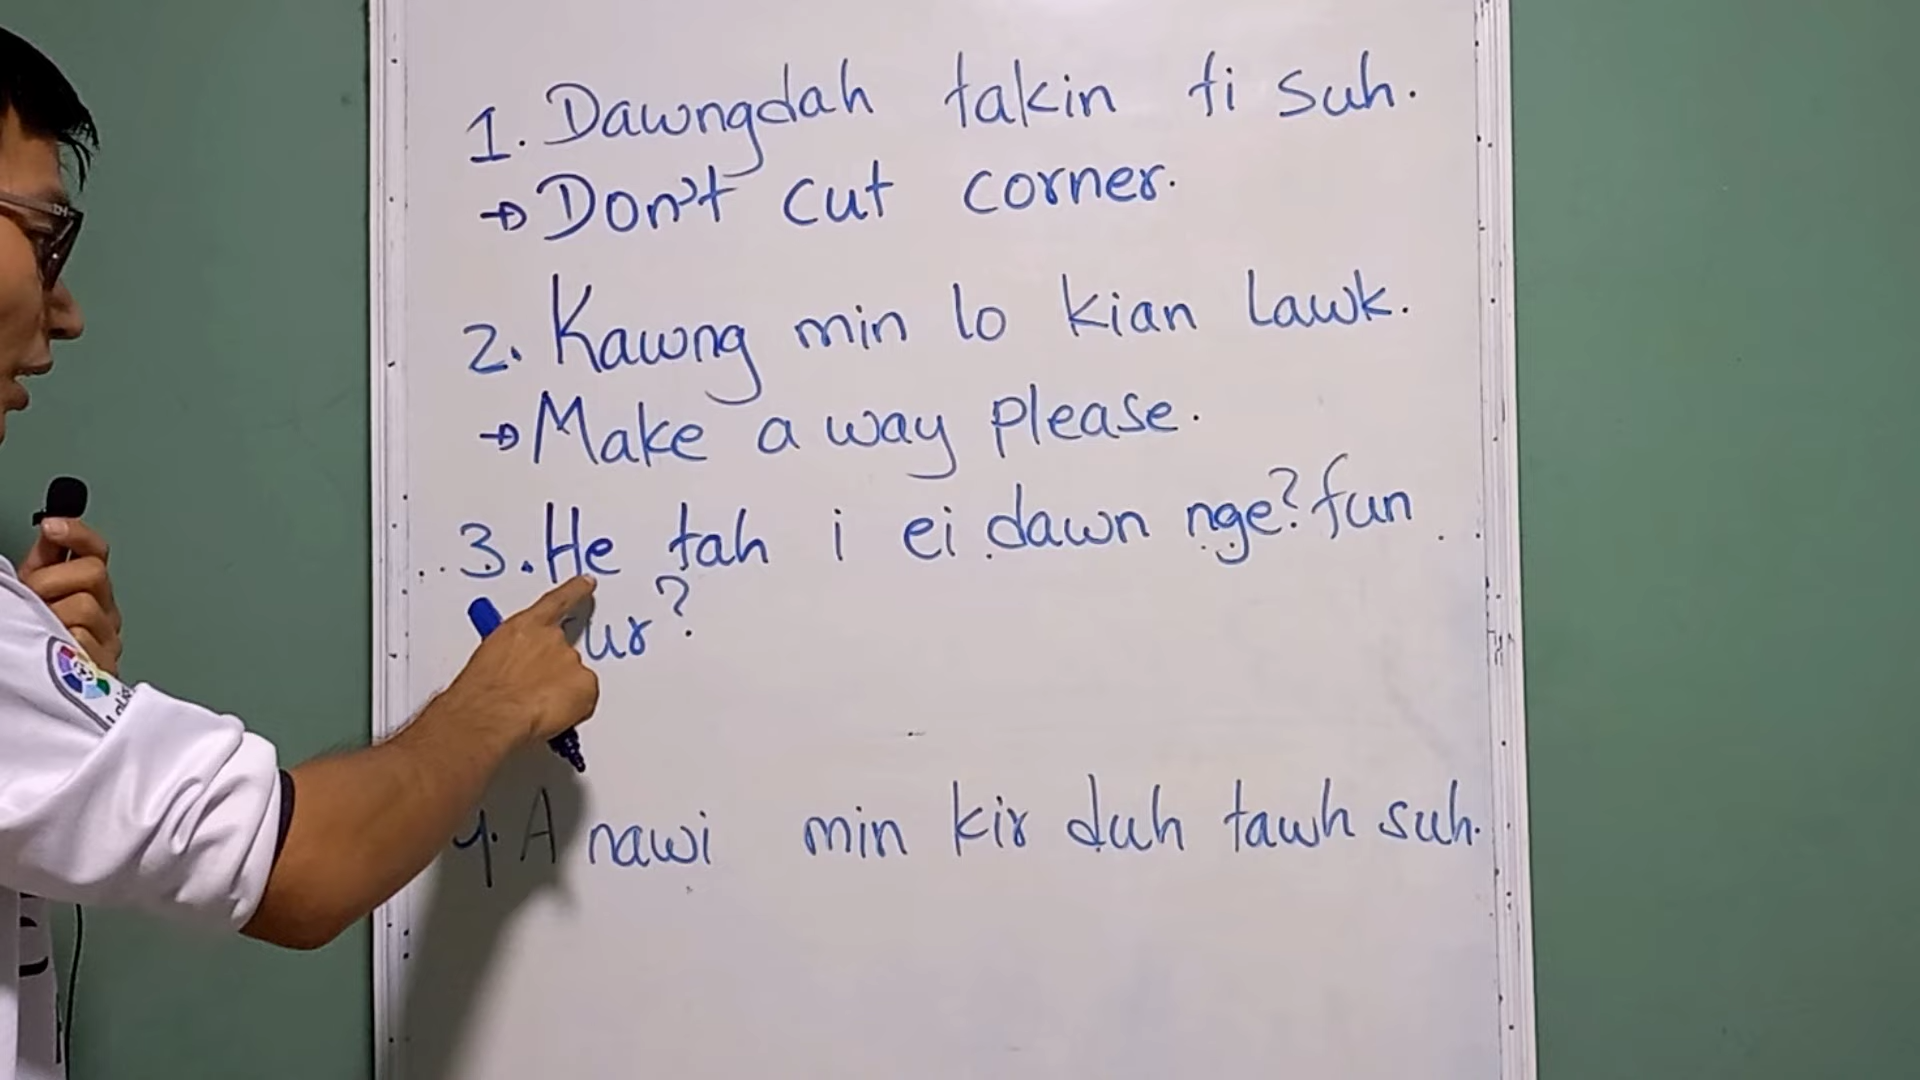 1. Dawngdah takin ti suh.
→ Don't cut corner.
2. Kawng min lo kian lawk.
→ Make a way please.
3. He tah i ei dawn nge? fun
ur?
4. A nawi min kir duh tawh suh.